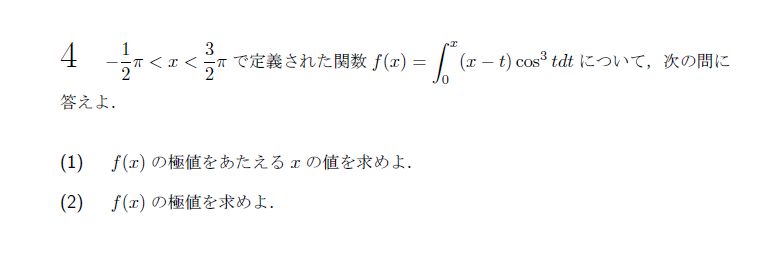 4 $-\frac{1}{2}\pi < x < \frac{3}{2}\pi$ で定義された関数 $f(x) = \int_0^x (x-t)\cos^3 tdt$ について，次の問に
答えよ．
(1) $f(x)$ の極値をあたえる $x$ の値を求めよ．
(2) $f(x)$ の極値を求めよ．